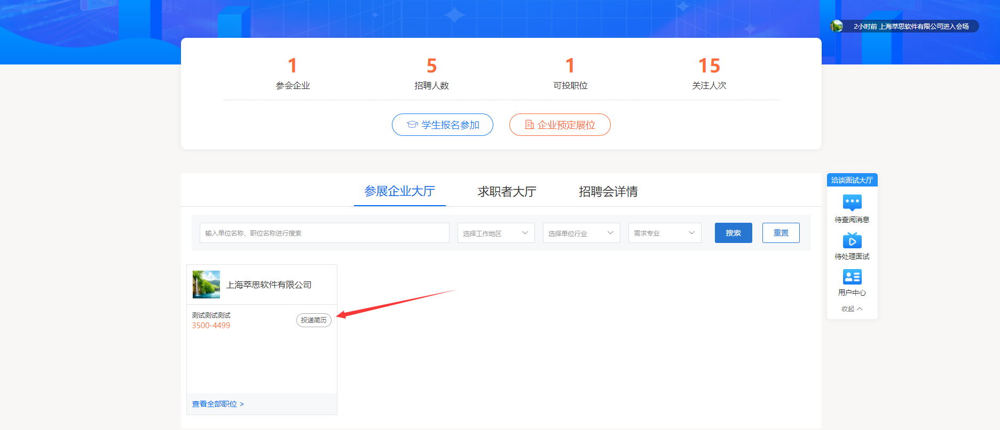 2小时前 上海萃思软件有限公司进入会场
1
5
1
15
参会企业
招聘人数
可投职位
关注人次
学生报名参加
企业预定展位
参展企业大厅
求职者大厅
招聘会详情
输入单位名称、职位名称进行搜索
选择工作地区
选择单位行业
需求专业
搜索
重置
上海萃思软件有限公司
测试测试测试
3500-4499
投递简历
查看全部职位 >
洽谈面试大厅
待查阅消息
待处理面试
用户中心
收起